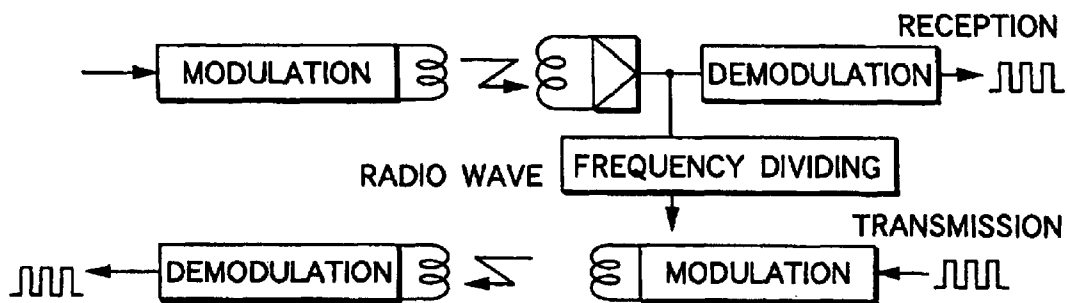 RECEPTION
MODULATION
DEMODULATION
RADIO WAVE
FREQUENCY DIVIDING
TRANSMISSION
DEMODULATION
MODULATION